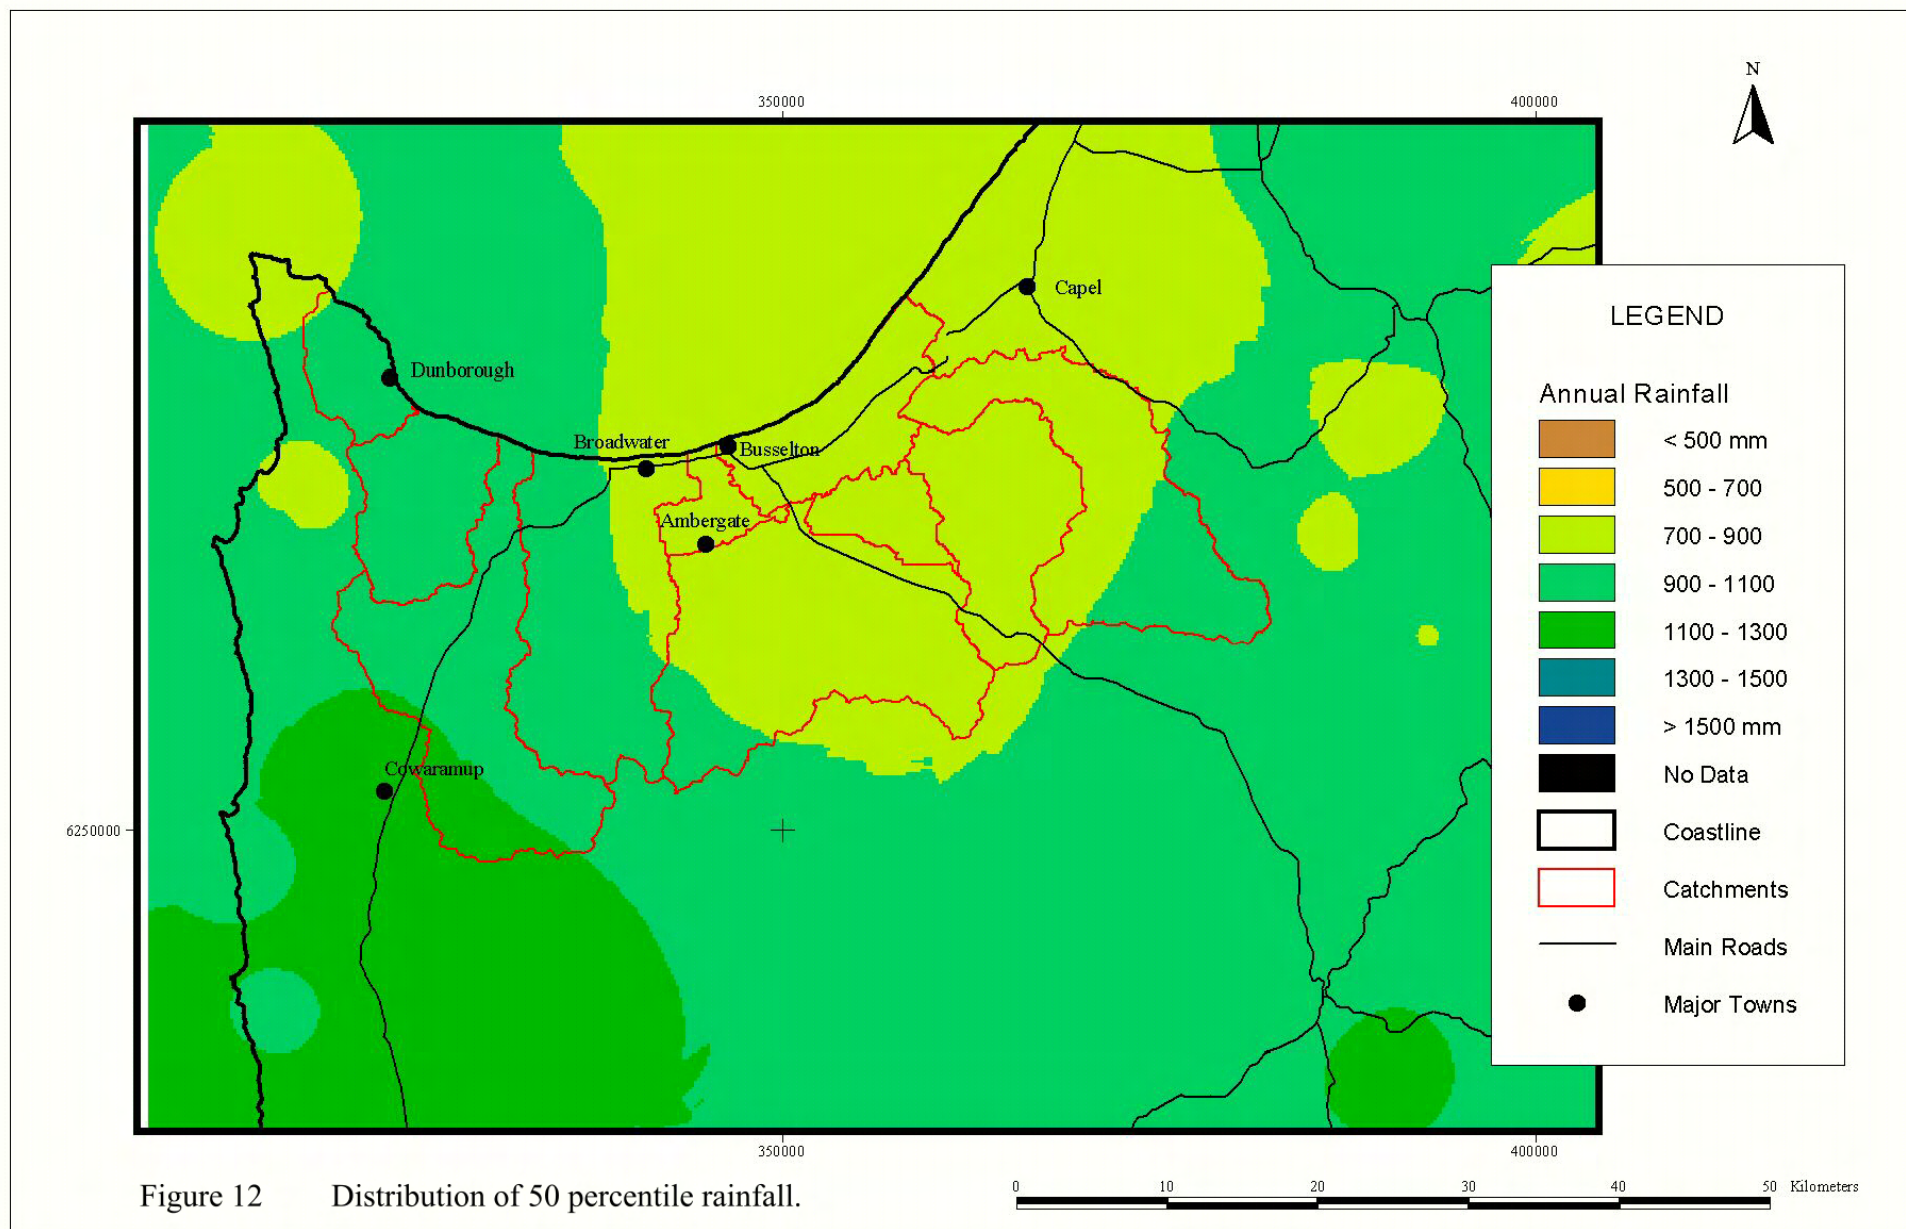 N
350000
400000
Capel
Dunborough
Broadwater
Busselton
Ambergate
Cowaramup
6250000
LEGEND
Annual Rainfall
< 500 mm
500 - 700
700 - 900
900 - 1100
1100 - 1300
1300 - 1500
> 1500 mm
No Data
Coastline
Catchments
Main Roads
Major Towns
350000
400000
Figure 12 Distribution of 50 percentile rainfall.
0 10 20 30 40 50 Kilometers